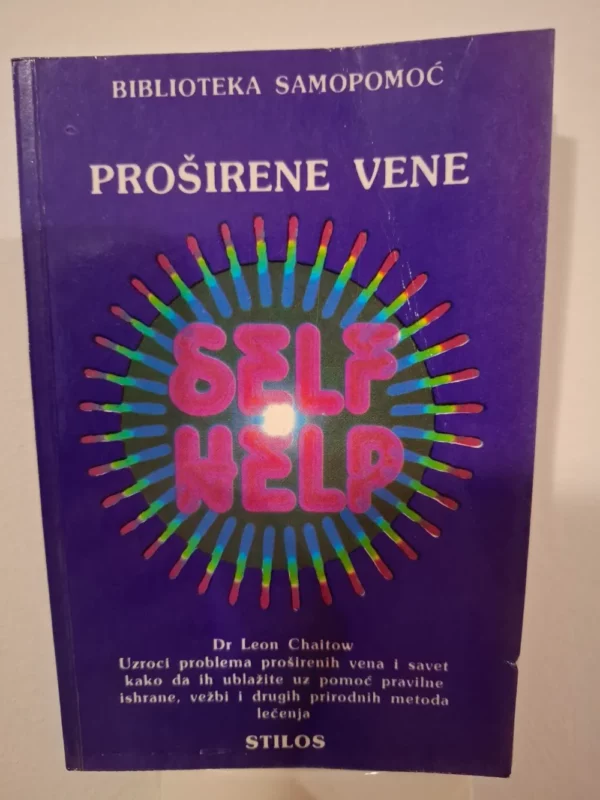 BIBLIOTEKA SAMOPOMOĆ
PROŠIRENE VENE
SELF
HELP
Dr Leon Chaitow
Uzroci problema proširenih vena i savet
kako da ih ublažite uz pomoć pravilne
ishrane, vežbi i drugih prirodnih metoda
lečenja
STILOS